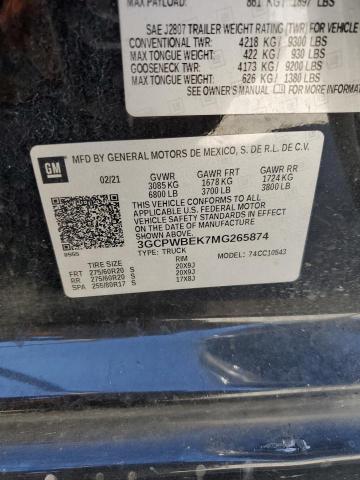 MAX PAYLOAD: 861 KG / 1897 LBS
SAE J2807 TRAILER WEIGHT RATING (TWR) VEHICLE
CONVENTIONAL TWR: 4218 KG / 9300 LBS
MAX TONGUE WEIGHT: 422 KG / 930 LBS
GOOSENECK TWR: 4173 KG / 9200 LBS
MAX TONGUE WEIGHT: 626 KG / 1380 LBS
SEE OWNER'S MANUAL FOR
GM
MFD BY GENERAL MOTORS DE MEXICO, S. DE R.L. DE C.V.
02/21 GVWR GAWR FRT GAWR RR
3085 KG 1678 KG 1724 KG
6800 LB 3700 LB 3800 LB
THIS VEHICLE CONFORMS TO ALL APPLICABLE U.S. FEDERAL MOTOR
VEHICLE SAFETY STANDARDS IN EFFECT ON THE DATE OF
MANUFACTURE SHOWN ABOVE.
3GCPWBEK7MG265874
TYPE: TRUCK MODEL: 74CC10543
TIRE SIZE RIM
FRT 275/60R20 S 20X9J
RR 275/60R20 S 20X9J
SPA 255/80R17 S 17X8J